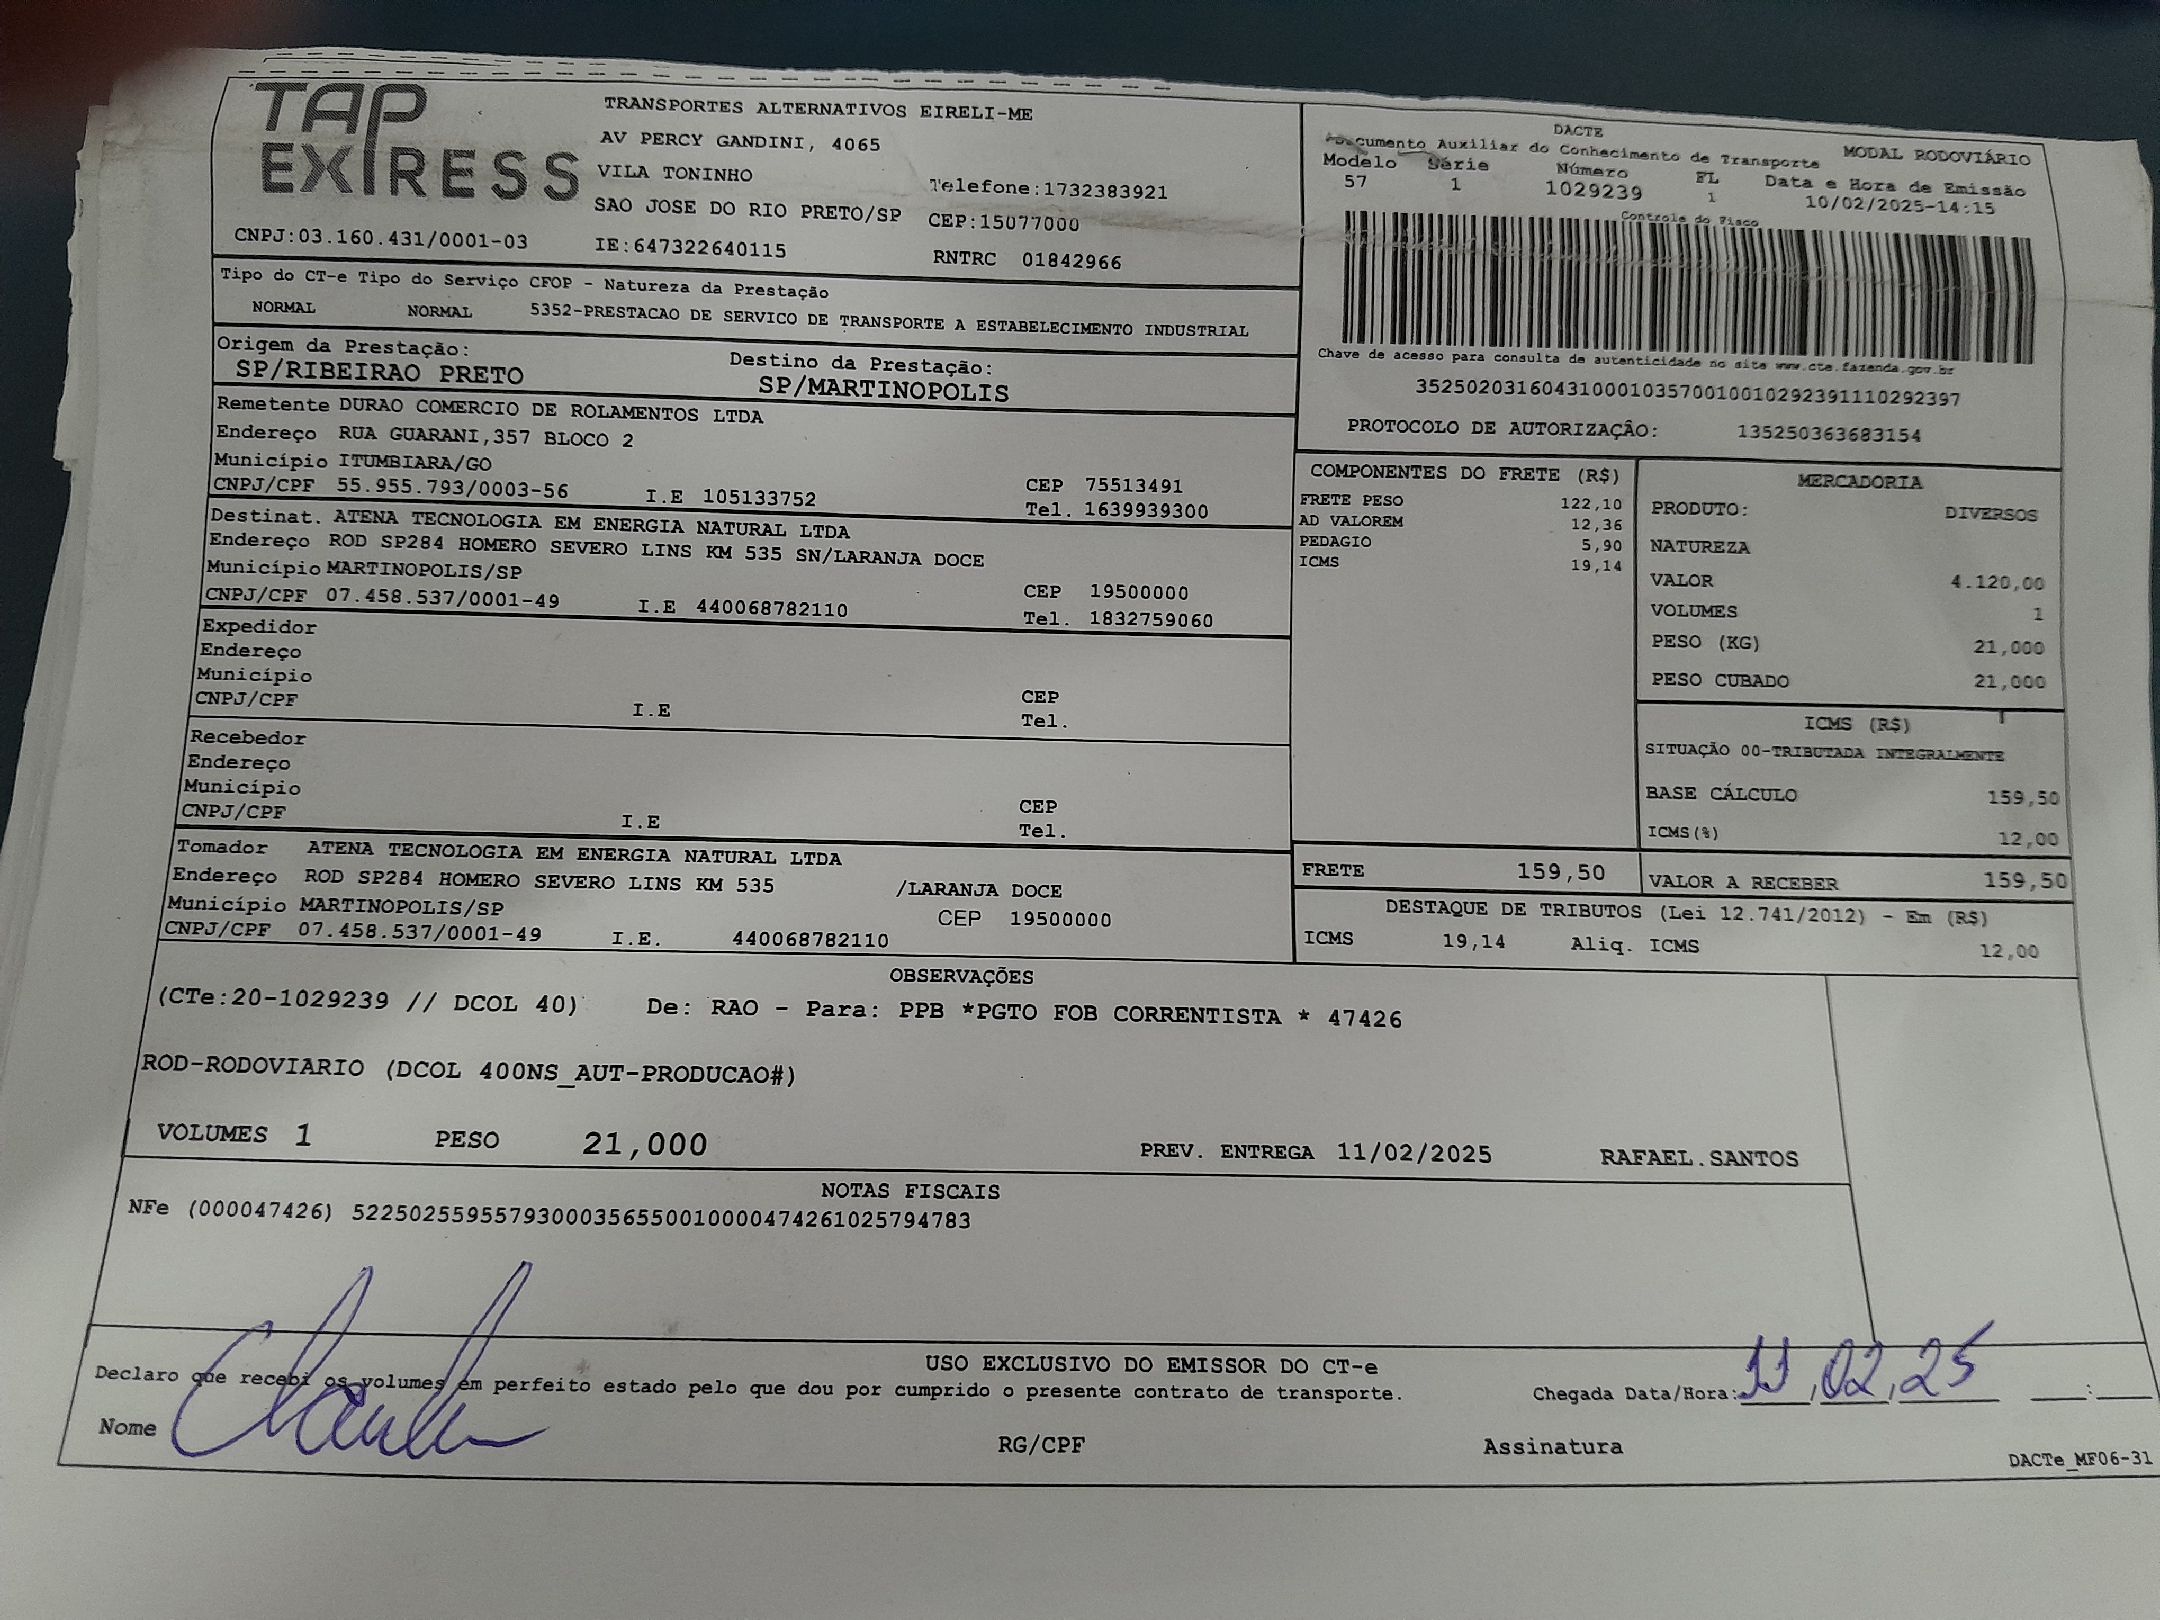 TAP EXPRESS
TRANSPORTES ALTERNATIVOS EIRELI-ME
AV PERCY GANDINI, 4065
VILA TONINHO
Telefone:1732383921
SAO JOSE DO RIO PRETO/SP CEP:15077000
CNPJ:03.160.431/0001-03 IE:647322640115 RNTRC 01842966
DACTE
Documento Auxiliar do Conhecimento de Transporte MODAL RODOVIÁRIO
Modelo Série Número FL Data e Hora de Emissão
57 1 1029239 1 10/02/2025-14:15
Controle do Fisco
Chave de acesso para consulta de autenticidade no site www.cte.fazenda.gov.br
35250203160431000103570010010292391110292397
PROTOCOLO DE AUTORIZAÇÃO: 135250363683154
Tipo do CT-e Tipo do Serviço CFOP - Natureza da Prestação
NORMAL NORMAL 5352-PRESTACAO DE SERVICO DE TRANSPORTE A ESTABELECIMENTO INDUSTRIAL
Origem da Prestação: Destino da Prestação:
SP/RIBEIRAO PRETO SP/MARTINOPOLIS
Remetente DURAO COMERCIO DE ROLAMENTOS LTDA
Endereço RUA GUARANI,357 BLOCO 2
Município ITUMBIARA/GO CEP 75513491
CNPJ/CPF 55.955.793/0003-56 I.E 105133752 Tel. 1639939300
Destinat. ATENA TECNOLOGIA EM ENERGIA NATURAL LTDA
Endereço ROD SP284 HOMERO SEVERO LINS KM 535 SN/LARANJA DOCE
Município MARTINOPOLIS/SP CEP 19500000
CNPJ/CPF 07.458.537/0001-49 I.E 440068782110 Tel. 1832759060
Expedidor
Endereço
Município CEP
CNPJ/CPF I.E Tel.
Recebedor
Endereço
Município CEP
CNPJ/CPF I.E Tel.
Tomador ATENA TECNOLOGIA EM ENERGIA NATURAL LTDA
Endereço ROD SP284 HOMERO SEVERO LINS KM 535 /LARANJA DOCE
Município MARTINOPOLIS/SP CEP 19500000
CNPJ/CPF 07.458.537/0001-49 I.E. 440068782110
COMPONENTES DO FRETE (R$)
FRETE PESO 122,10
AD VALOREM 12,36
PEDAGIO 5,90
ICMS 19,14
MERCADORIA
PRODUTO: DIVERSOS
NATUREZA
VALOR 4.120,00
VOLUMES 1
PESO (KG) 21,000
PESO CUBADO 21,000
ICMS (R$)
SITUAÇÃO 00-TRIBUTADA INTEGRALMENTE
BASE CÁLCULO 159,50
ICMS(%) 12,00
FRETE 159,50 VALOR A RECEBER 159,50
DESTAQUE DE TRIBUTOS (Lei 12.741/2012) - Em (R$)
ICMS 19,14 Aliq. ICMS 12,00
OBSERVAÇÕES
(CTe:20-1029239 // DCOL 40) De: RAO - Para: PPB *PGTO FOB CORRENTISTA * 47426
ROD-RODOVIARIO (DCOL 400NS_AUT-PRODUCAO#)
VOLUMES 1 PESO 21,000 PREV. ENTREGA 11/02/2025 RAFAEL.SANTOS
NOTAS FISCAIS
NFe (000047426) 52250255955793000356550010000474261025794783
USO EXCLUSIVO DO EMISSOR DO CT-e
Declaro que recebi os volumes em perfeito estado pelo que dou por cumprido o presente contrato de transporte. Chegada Data/Hora: 11,02,25 __:__
Nome RG/CPF Assinatura
DACTe_MF06-31